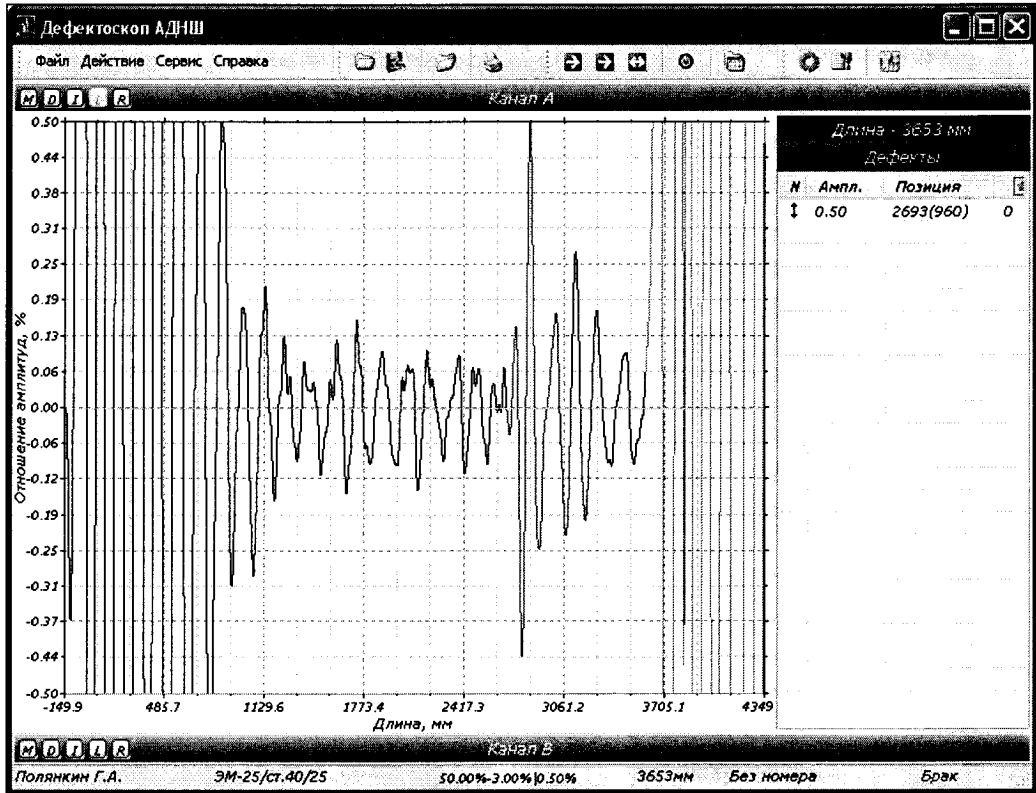 Дефектоскоп АДНШ
Файл Действие Сервис Справка
M D I L R
Канал А
0.50
0.44
0.38
0.31
0.25
0.19
0.13
0.06
0.00
-0.06
-0.12
-0.19
-0.25
-0.31
-0.37
-0.44
-0.50
Отношение амплитуд, %
-149.9 485.7 1129.6 1773.4 2417.3 3061.2 3705.1 4349
Длина, мм
Длина - 3653 мм
Дефекты
N Ампл. Позиция
0.50 2693(960) 0
M D I L R
Канал В
Полянкин Г.А. ЭМ-25/ст.40/25 50.00%-3.00%|0.50% 3653мм Без номера Брак